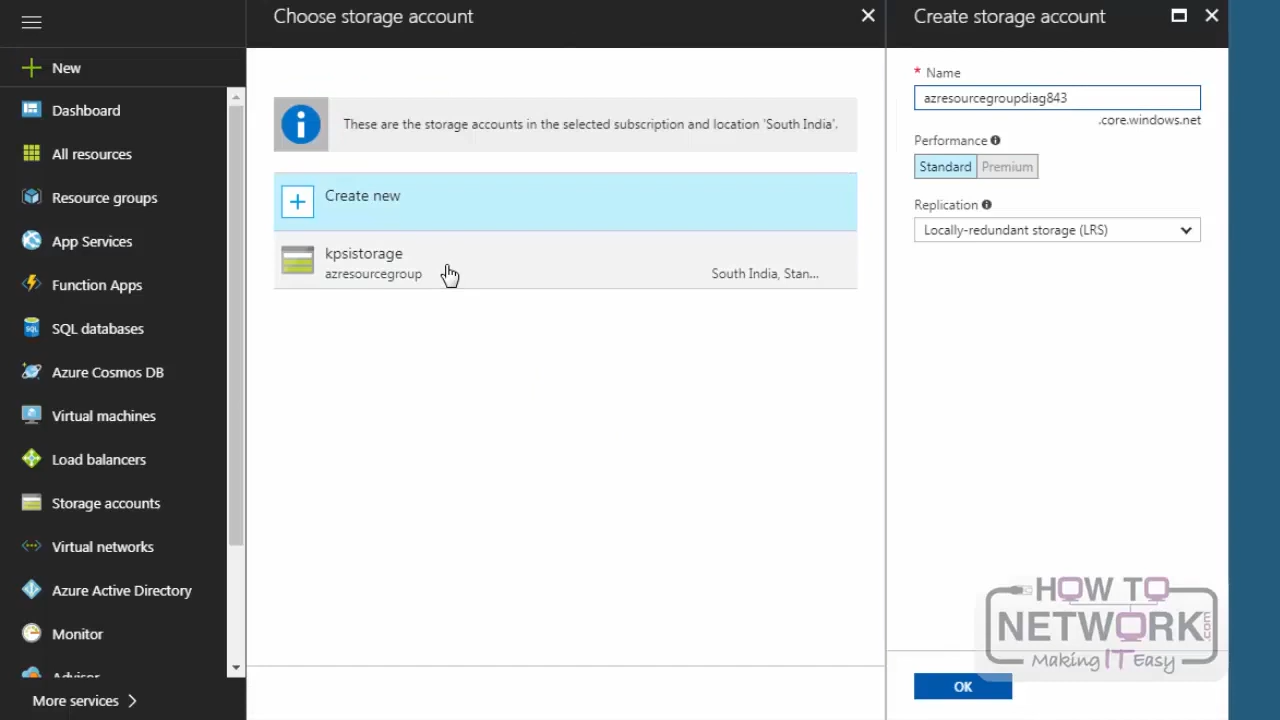 Choose storage account
Create storage account
New
Dashboard
All resources
Resource groups
App Services
Function Apps
SQL databases
Azure Cosmos DB
Virtual machines
Load balancers
Storage accounts
Virtual networks
Azure Active Directory
Monitor
Advisor
More services
These are the storage accounts in the selected subscription and location 'South India'.
Create new
kpsistorage
azresourcegroup
South India, Stan...
* Name
azresourcegroupdiag843
.core.windows.net
Performance
Standard Premium
Replication
Locally-redundant storage (LRS)
OK
HOW TO
NETWORK.com
Making IT Easy